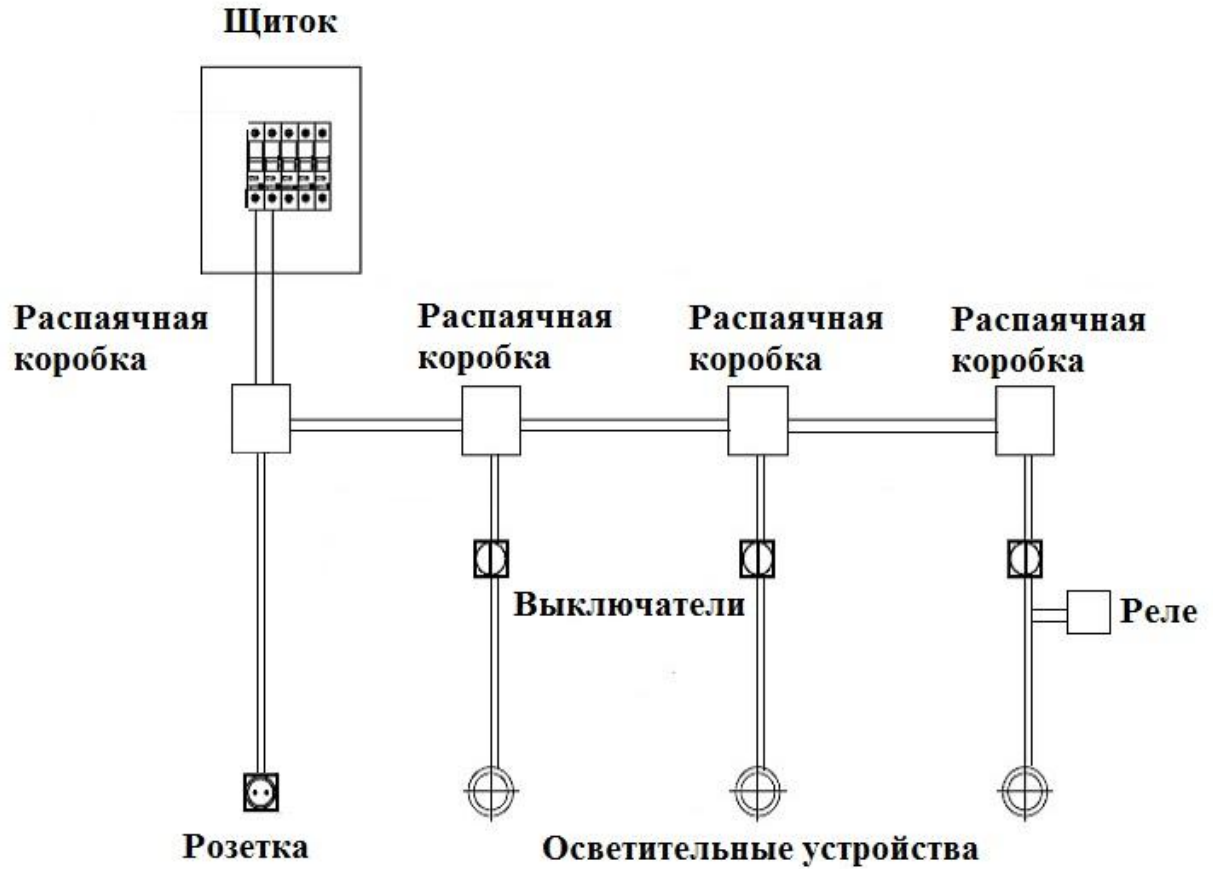 Щиток
Распаячная
коробка
Распаячная
коробка
Распаячная
коробка
Распаячная
коробка
Выключатели
Реле
Розетка
Осветительные устройства